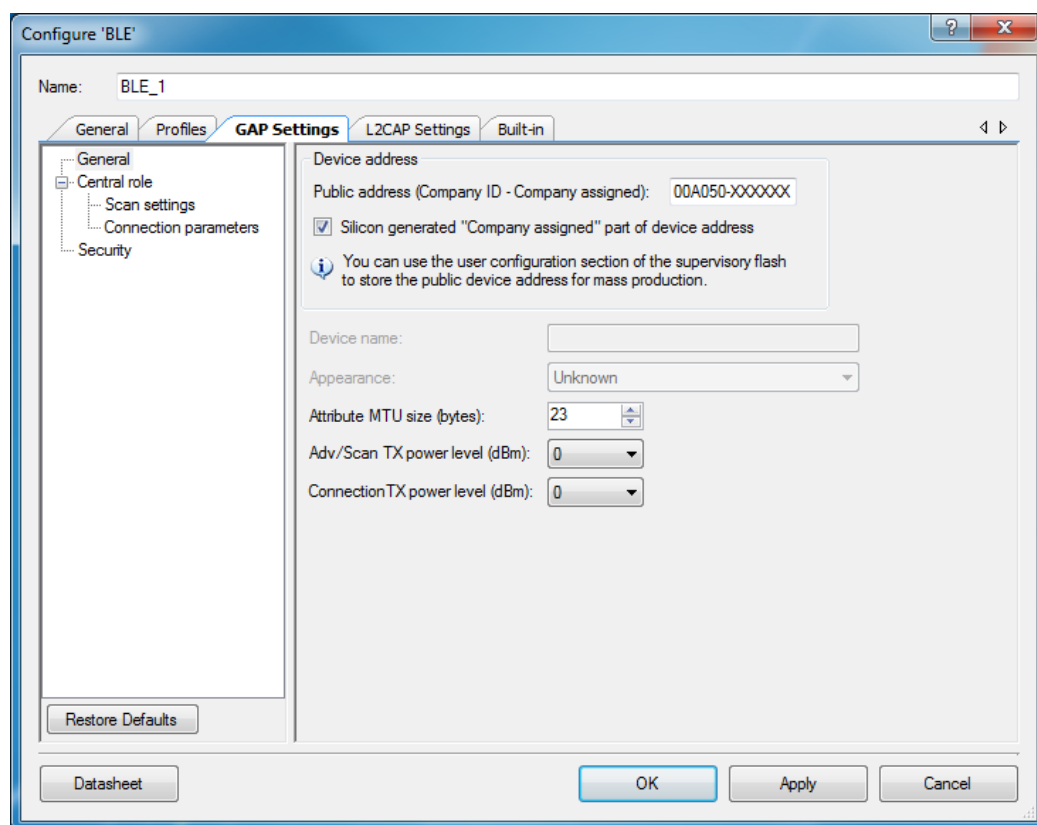 Configure 'BLE'
Name: BLE_1
General Profiles GAP Settings L2CAP Settings Built-in
General
Central role
Scan settings
Connection parameters
Security
Restore Defaults
Device address
Public address (Company ID - Company assigned): 00A050-XXXXXX
Silicon generated "Company assigned" part of device address
You can use the user configuration section of the supervisory flash
to store the public device address for mass production.
Device name:
Appearance: Unknown
Attribute MTU size (bytes): 23
Adv/Scan TX power level (dBm): 0
Connection TX power level (dBm): 0
Datasheet OK Apply Cancel